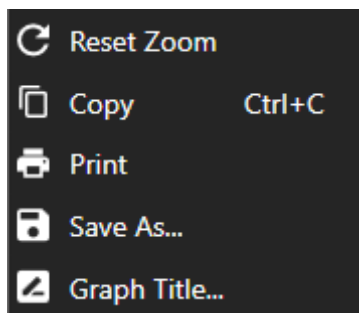 Reset Zoom
Copy Ctrl+C
Print
Save As...
Graph Title...